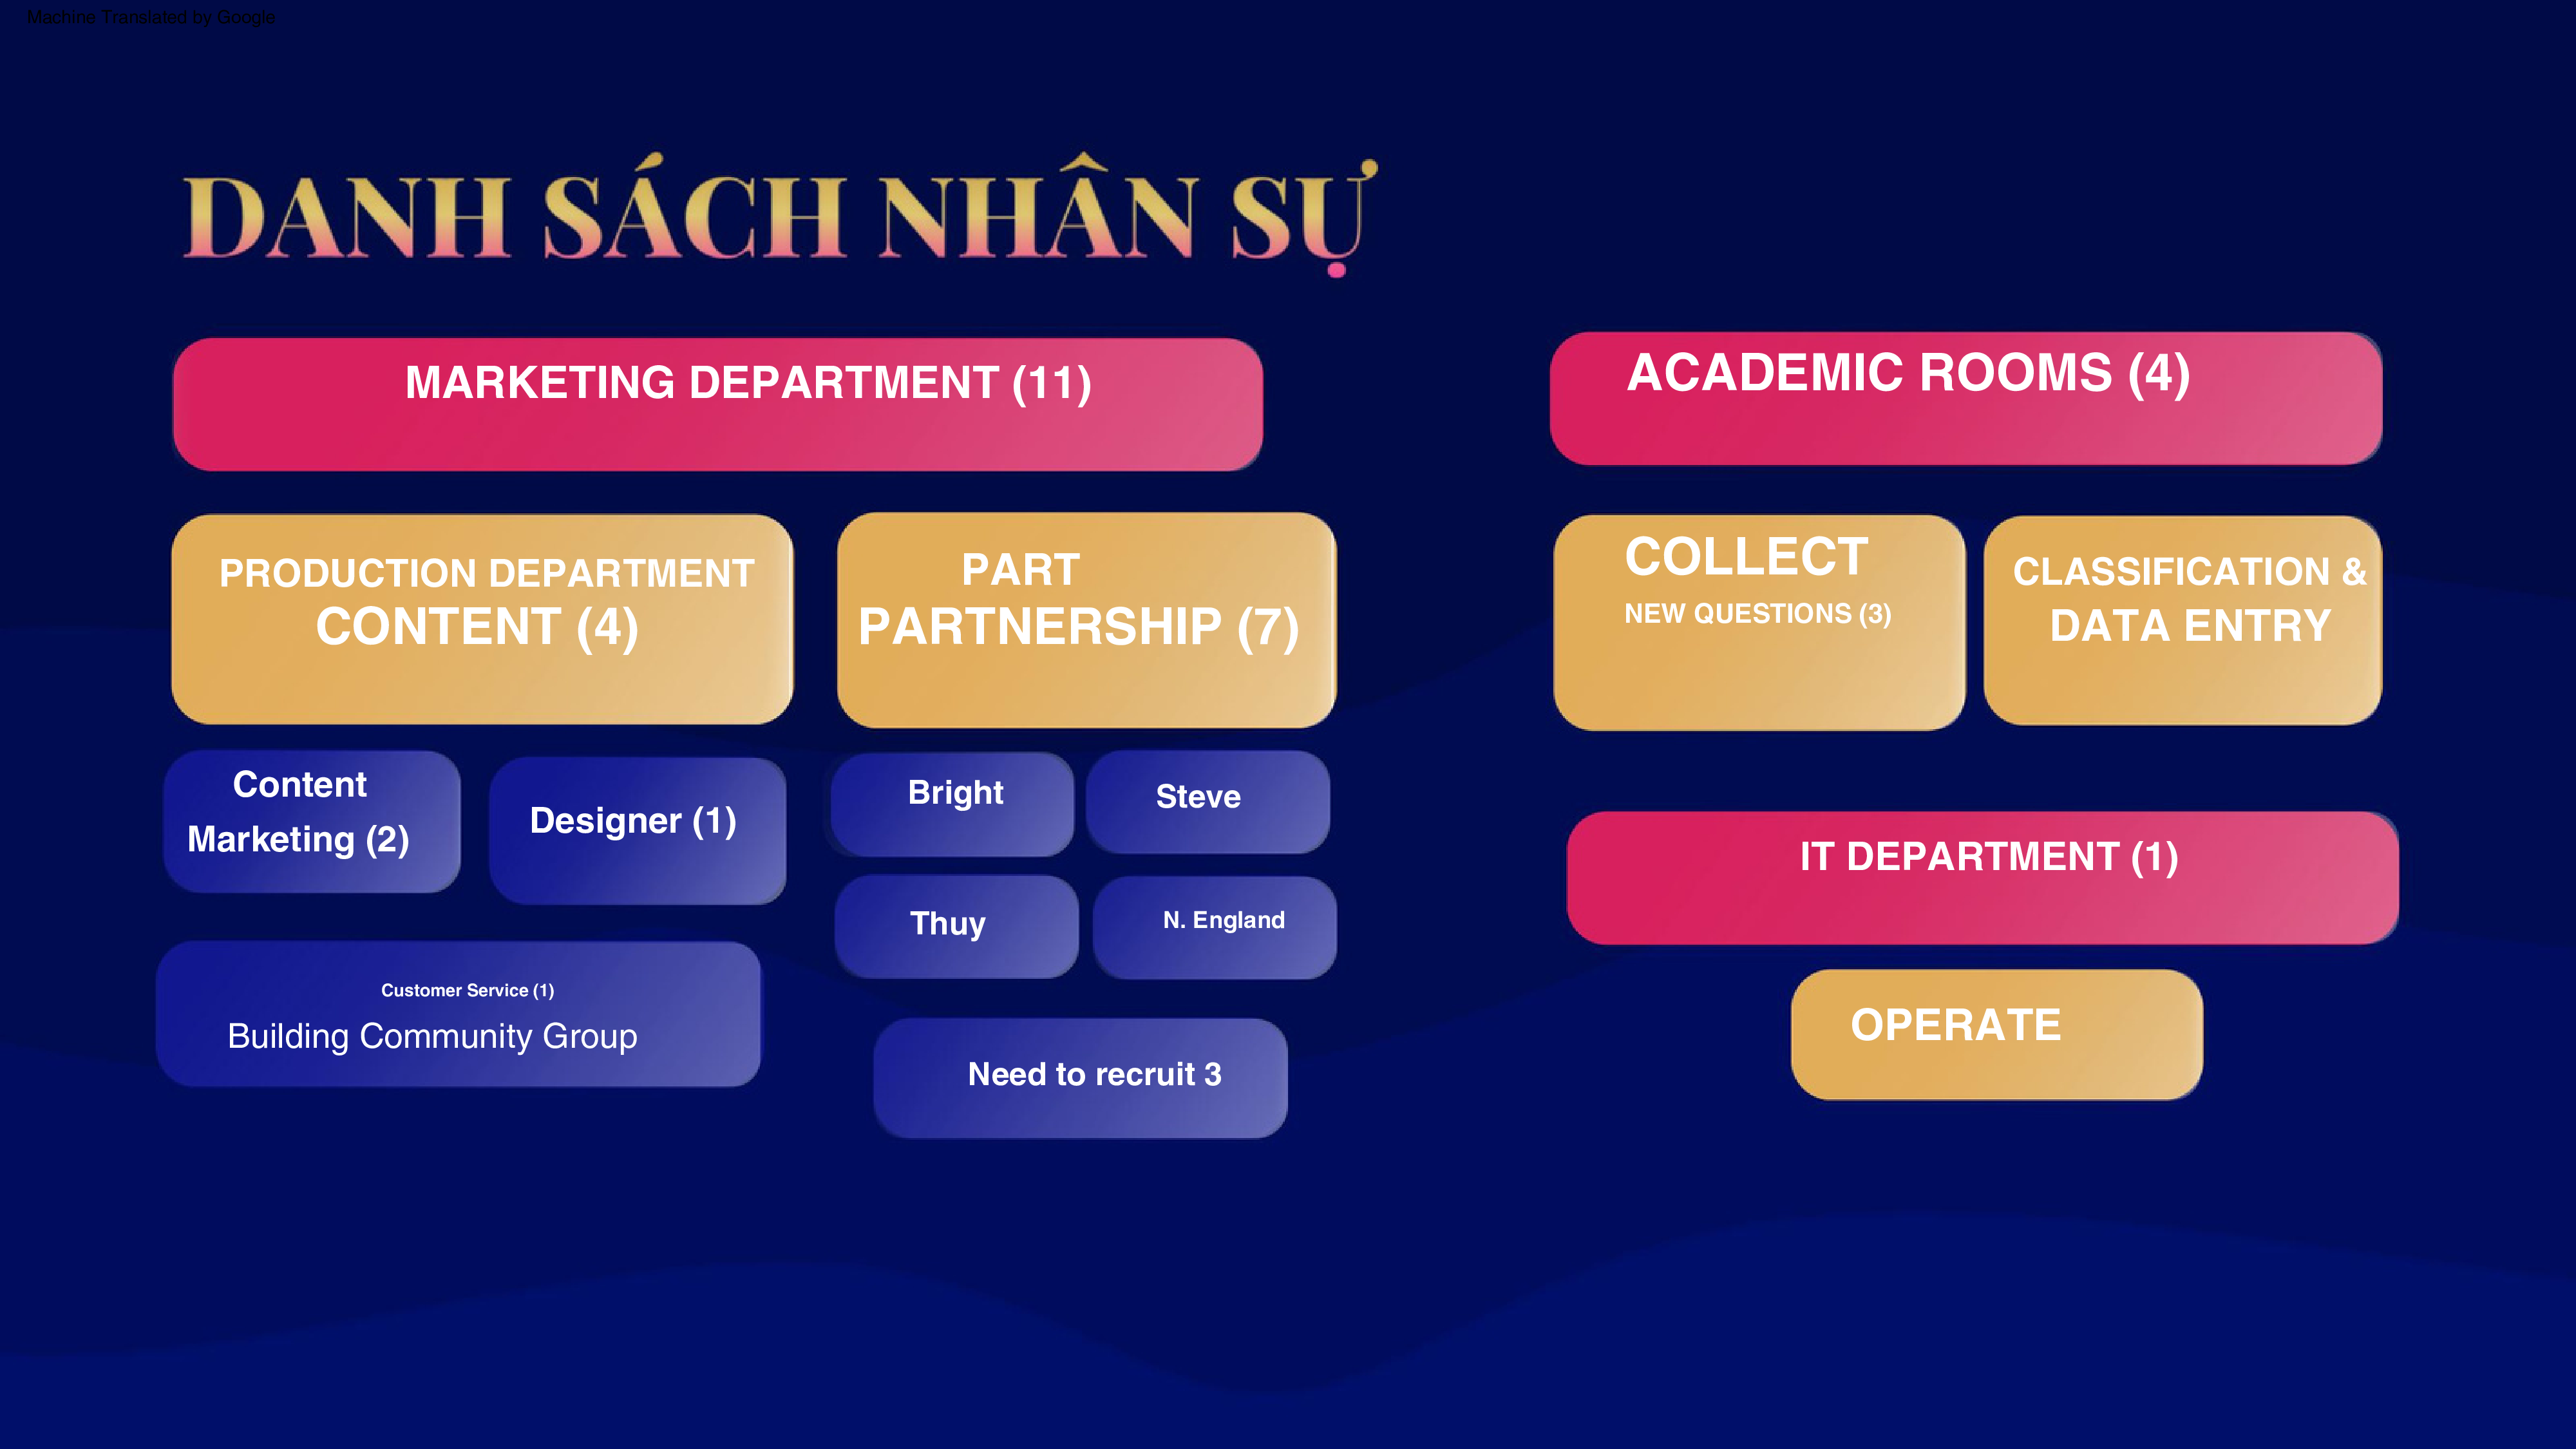 Machine Translated by Google
DANH SÁCH NHÂN SỰ
MARKETING DEPARTMENT (11)
PRODUCTION DEPARTMENT
CONTENT (4)
PART
PARTNERSHIP (7)
Content
Marketing (2)
Designer (1)
Customer Service (1)
Building Community Group
Bright
Steve
Thuy
N. England
Need to recruit 3
ACADEMIC ROOMS (4)
COLLECT
NEW QUESTIONS (3)
CLASSIFICATION &
DATA ENTRY
IT DEPARTMENT (1)
OPERATE